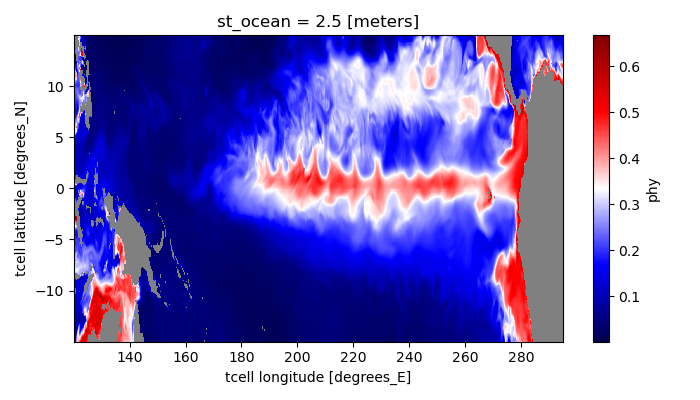 st_ocean = 2.5 [meters]
tcell latitude [degrees_N]
10
5
0
−5
−10
140 160 180 200 220 240 260 280
tcell longitude [degrees_E]
0.6
0.5
0.4
0.3
0.2
0.1
phy